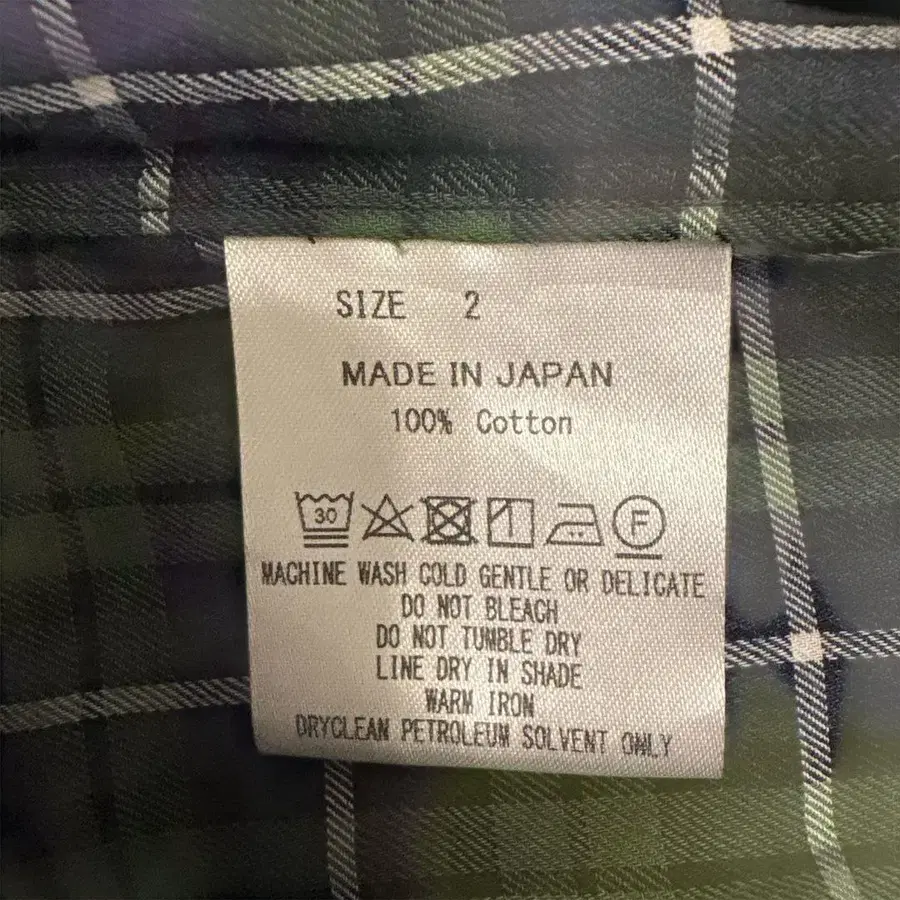 SIZE 2
MADE IN JAPAN
100% Cotton
30 F
MACHINE WASH COLD GENTLE OR DELICATE
DO NOT BLEACH
DO NOT TUMBLE DRY
LINE DRY IN SHADE
WARM IRON
DRYCLEAN PETROLEUM SOLVENT ONLY